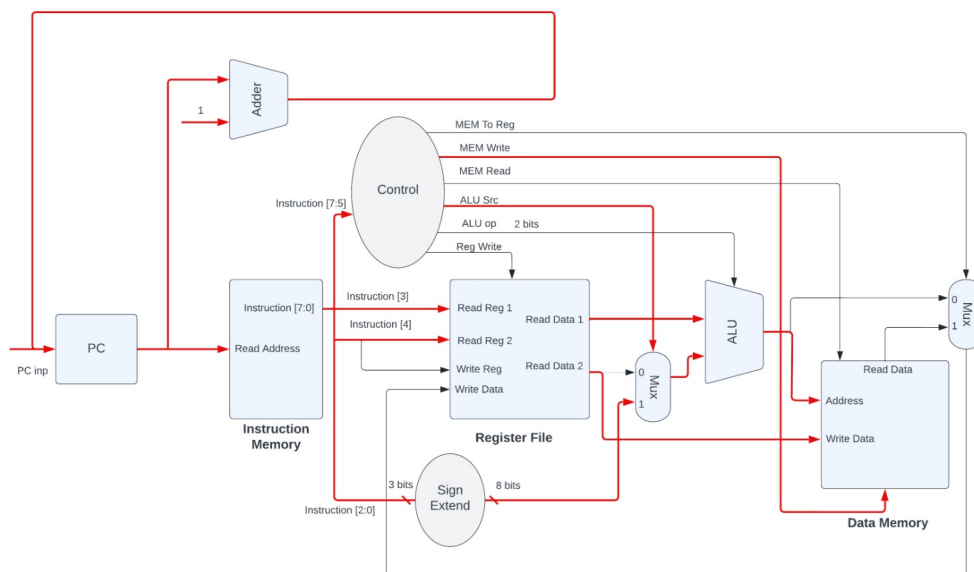 Adder
1
MEM To Reg
MEM Write
MEM Read
Control
ALU Src
Instruction [7:5]
ALU op
2 bits
Reg Write
Instruction [7:0]
Instruction [3]
Read Reg 1
Read Data 1
0
Mux
1
Instruction [4]
Read Reg 2
ALU
PC
Read Address
PC inp
Write Reg
Read Data 2
0
Mux
1
Read Data
Write Data
Address
Instruction
Memory
Register File
Write Data
3 bits
Sign
Extend
8 bits
Instruction [2:0]
Data Memory